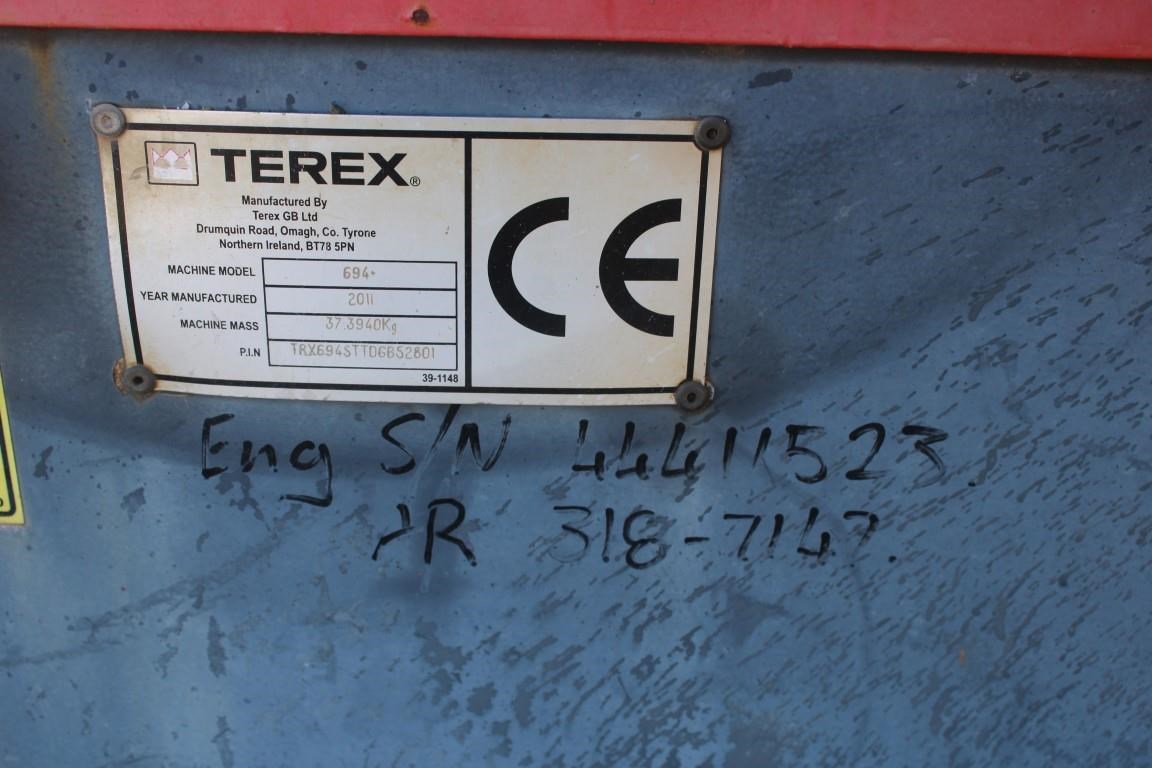 TEREX®
Manufactured By
Terex GB Ltd
Drumquin Road, Omagh, Co. Tyrone
Northern Ireland, BT78 5PN
MACHINE MODEL 694+
YEAR MANUFACTURED 2011
MACHINE MASS 37.3940Kg
P.I.N TRX694STTDGB52801
39-1148
CE
Eng S/N 44411523.
AR 318-7147.